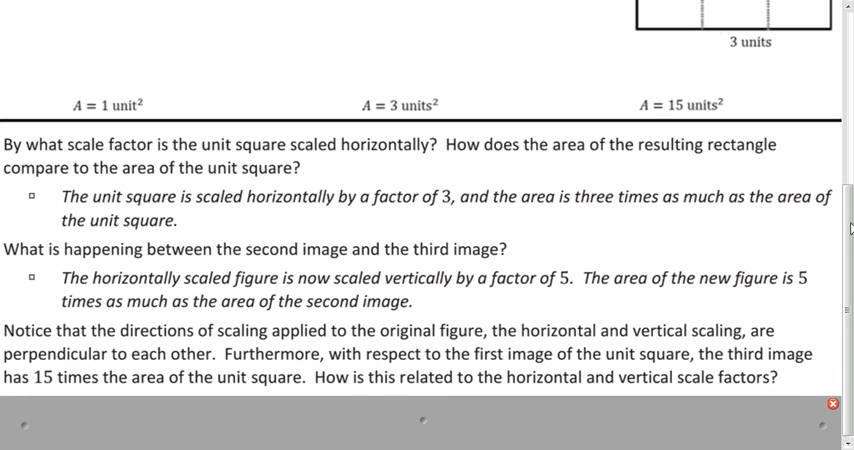 3 units
A = 1 unit²
A = 3 units²
A = 15 units²
By what scale factor is the unit square scaled horizontally? How does the area of the resulting rectangle
compare to the area of the unit square?
▫ The unit square is scaled horizontally by a factor of 3, and the area is three times as much as the area of
the unit square.
What is happening between the second image and the third image?
▫ The horizontally scaled figure is now scaled vertically by a factor of 5. The area of the new figure is 5
times as much as the area of the second image.
Notice that the directions of scaling applied to the original figure, the horizontal and vertical scaling, are
perpendicular to each other. Furthermore, with respect to the first image of the unit square, the third image
has 15 times the area of the unit square. How is this related to the horizontal and vertical scale factors?